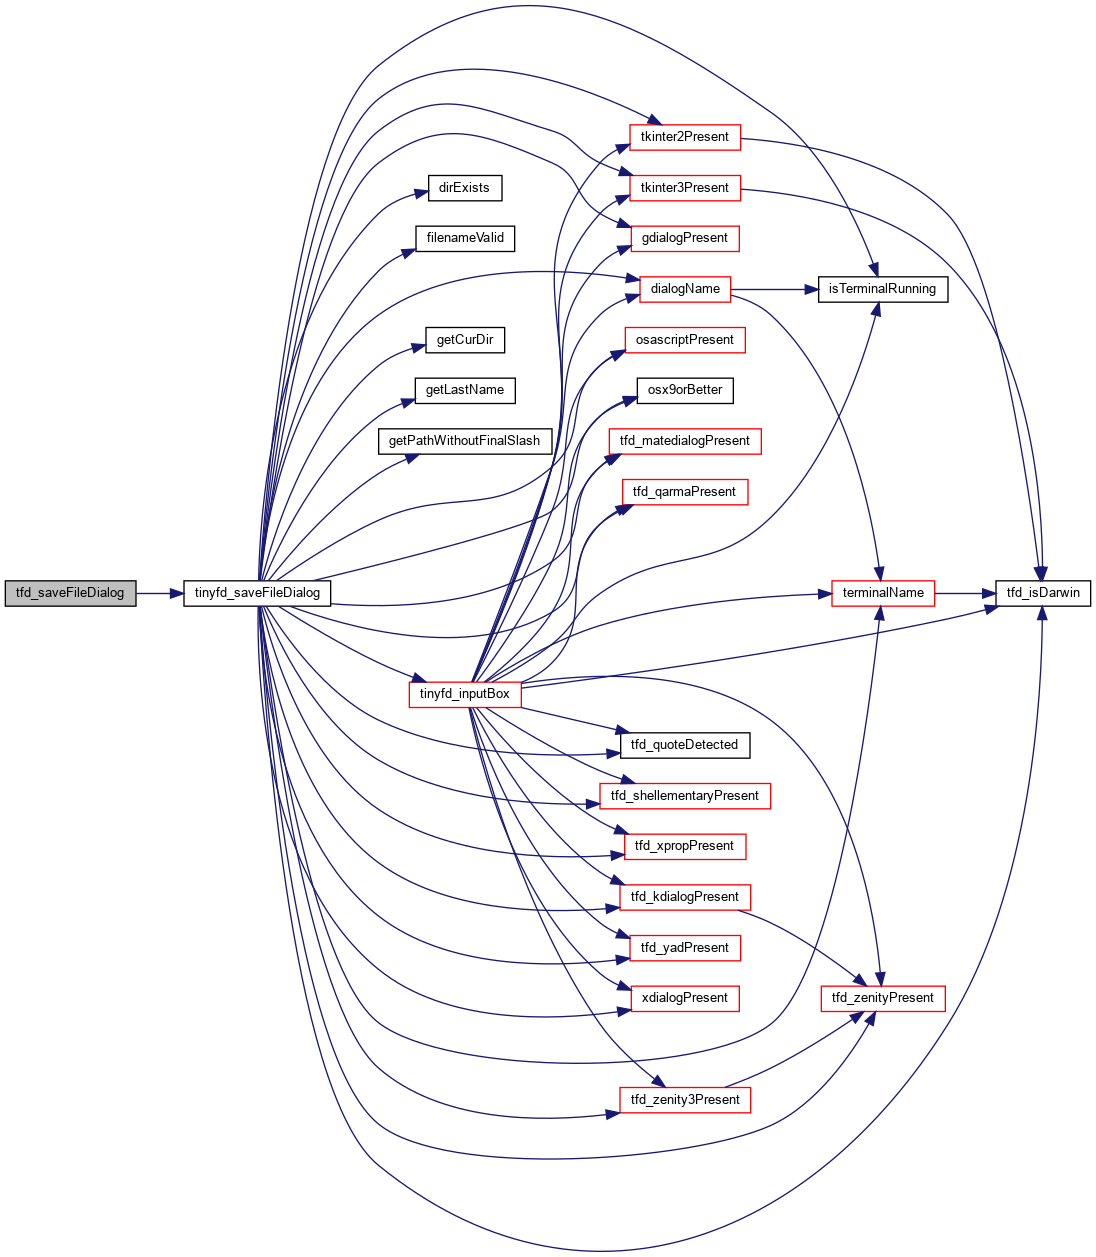 tkinter2Present
dirExists
tkinter3Present
filenameValid
gdialogPresent
dialogName
isTerminalRunning
getCurDir
osascriptPresent
getLastName
osx9orBetter
getPathWithoutFinalSlash
tfd_matedialogPresent
tfd_qarmaPresent
tfd_saveFileDialog
tinyfd_saveFileDialog
terminalName
tfd_isDarwin
tinyfd_inputBox
tfd_quoteDetected
tfd_shellementaryPresent
tfd_xpropPresent
tfd_kdialogPresent
tfd_yadPresent
xdialogPresent
tfd_zenityPresent
tfd_zenity3Present